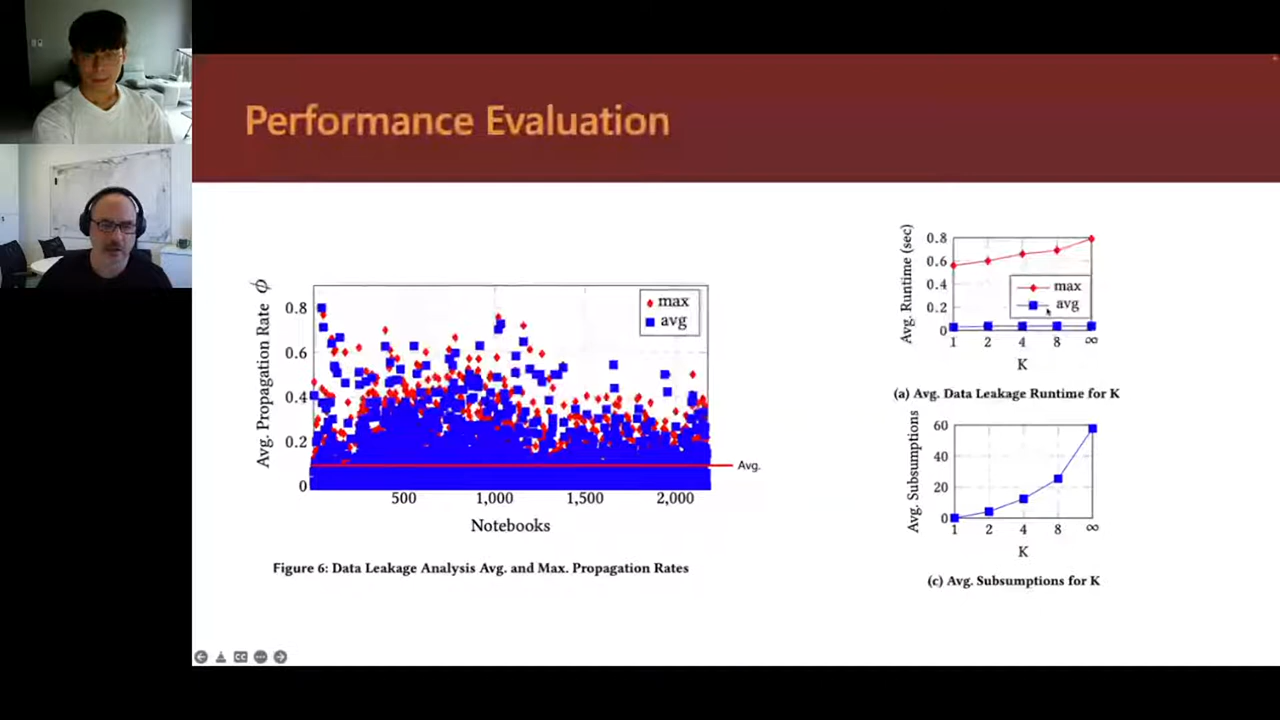 Performance Evaluation
Avg. Propagation Rate ϕ
0.8
0.6
0.4
0.2
0
max
avg
Avg.
500 1,000 1,500 2,000
Notebooks
Figure 6: Data Leakage Analysis Avg. and Max. Propagation Rates
Avg. Runtime (sec)
0.8
0.6
0.4
0.2
0
max
avg
1 2 4 8 ∞
K
(a) Avg. Data Leakage Runtime for K
Avg. Subsumptions
60
40
20
0
1 2 4 8 ∞
K
(c) Avg. Subsumptions for K
CC